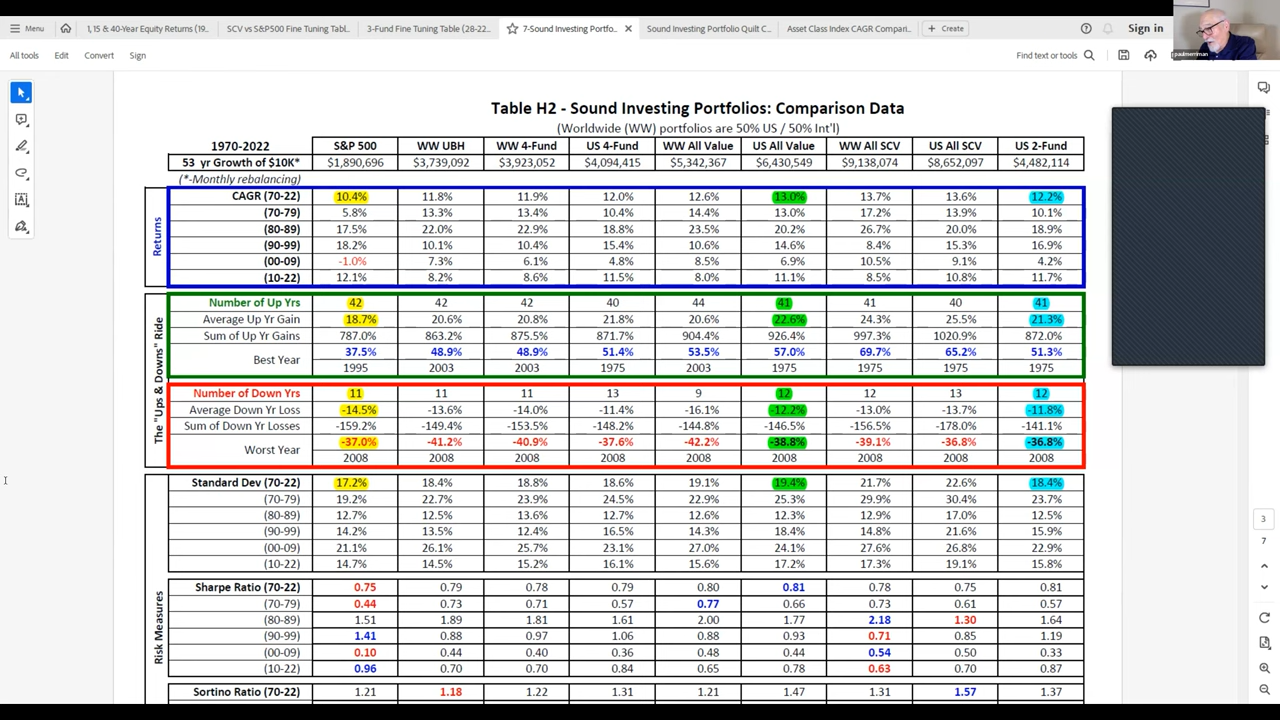 Menu 1, 15 & 40-Year Equity Returns (19... SCV vs S&P500 Fine Tuning Tabl... 3-Fund Fine Tuning Table (28-22... 7-Sound Investing Portfo... Sound Investing Portfolio Quilt C... Asset Class Index CAGR Compari... + Create Sign in
paulmerriman
All tools Edit Convert Sign Find text or tools
Table H2 - Sound Investing Portfolios: Comparison Data
(Worldwide (WW) portfolios are 50% US / 50% Int'l)
1970-2022 S&P 500 WW UBH WW 4-Fund US 4-Fund WW All Value US All Value WW All SCV US All SCV US 2-Fund
53 yr Growth of $10K* $1,890,696 $3,739,092 $3,923,052 $4,094,415 $5,342,367 $6,430,549 $9,138,074 $8,652,097 $4,482,114
(*-Monthly rebalancing)
Returns
CAGR (70-22) 10.4% 11.8% 11.9% 12.0% 12.6% 13.0% 13.7% 13.6% 12.2%
(70-79) 5.8% 13.3% 13.4% 10.4% 14.4% 13.0% 17.2% 13.9% 10.1%
(80-89) 17.5% 22.0% 22.9% 18.8% 23.5% 20.2% 26.7% 20.0% 18.9%
(90-99) 18.2% 10.1% 10.4% 15.4% 10.6% 14.6% 8.4% 15.3% 16.9%
(00-09) -1.0% 7.3% 6.1% 4.8% 8.5% 6.9% 10.5% 9.1% 4.2%
(10-22) 12.1% 8.2% 8.6% 11.5% 8.0% 11.1% 8.5% 10.8% 11.7%
The "Ups & Downs" Ride
Number of Up Yrs 42 42 42 40 44 41 41 40 41
Average Up Yr Gain 18.7% 20.6% 20.8% 21.8% 20.6% 22.6% 24.3% 25.5% 21.3%
Sum of Up Yr Gains 787.0% 863.2% 875.5% 871.7% 904.4% 926.4% 997.3% 1020.9% 872.0%
Best Year 37.5% 48.9% 48.9% 51.4% 53.5% 57.0% 69.7% 65.2% 51.3%
1995 2003 2003 1975 2003 1975 1975 1975 1975
Number of Down Yrs 11 11 11 13 9 12 12 13 12
Average Down Yr Loss -14.5% -13.6% -14.0% -11.4% -16.1% -12.2% -13.0% -13.7% -11.8%
Sum of Down Yr Losses -159.2% -149.4% -153.5% -148.2% -144.8% -146.5% -156.5% -178.0% -141.1%
Worst Year -37.0% -41.2% -40.9% -37.6% -42.2% -38.8% -39.1% -36.8% -36.8%
2008 2008 2008 2008 2008 2008 2008 2008 2008
Risk Measures
Standard Dev (70-22) 17.2% 18.4% 18.8% 18.6% 19.1% 19.4% 21.7% 22.6% 18.4%
(70-79) 19.2% 22.7% 23.9% 24.5% 22.9% 25.3% 29.9% 30.4% 23.7%
(80-89) 12.7% 12.5% 13.6% 12.7% 12.6% 12.3% 12.9% 17.0% 12.5%
(90-99) 14.2% 13.5% 12.4% 16.5% 14.3% 18.4% 14.8% 21.6% 15.9%
(00-09) 21.1% 26.1% 25.7% 23.1% 27.0% 24.1% 27.6% 26.8% 22.9%
(10-22) 14.7% 14.5% 15.2% 16.1% 15.6% 17.2% 17.3% 19.1% 15.8%
Sharpe Ratio (70-22) 0.75 0.79 0.78 0.79 0.80 0.81 0.78 0.75 0.81
(70-79) 0.44 0.73 0.71 0.57 0.77 0.66 0.73 0.61 0.57
(80-89) 1.51 1.89 1.81 1.61 2.00 1.77 2.18 1.30 1.64
(90-99) 1.41 0.88 0.97 1.06 0.88 0.93 0.71 0.85 1.19
(00-09) 0.10 0.44 0.40 0.36 0.48 0.44 0.54 0.50 0.33
(10-22) 0.96 0.70 0.70 0.84 0.65 0.78 0.63 0.70 0.87
Sortino Ratio (70-22) 1.21 1.18 1.22 1.31 1.21 1.47 1.31 1.57 1.37
3
7